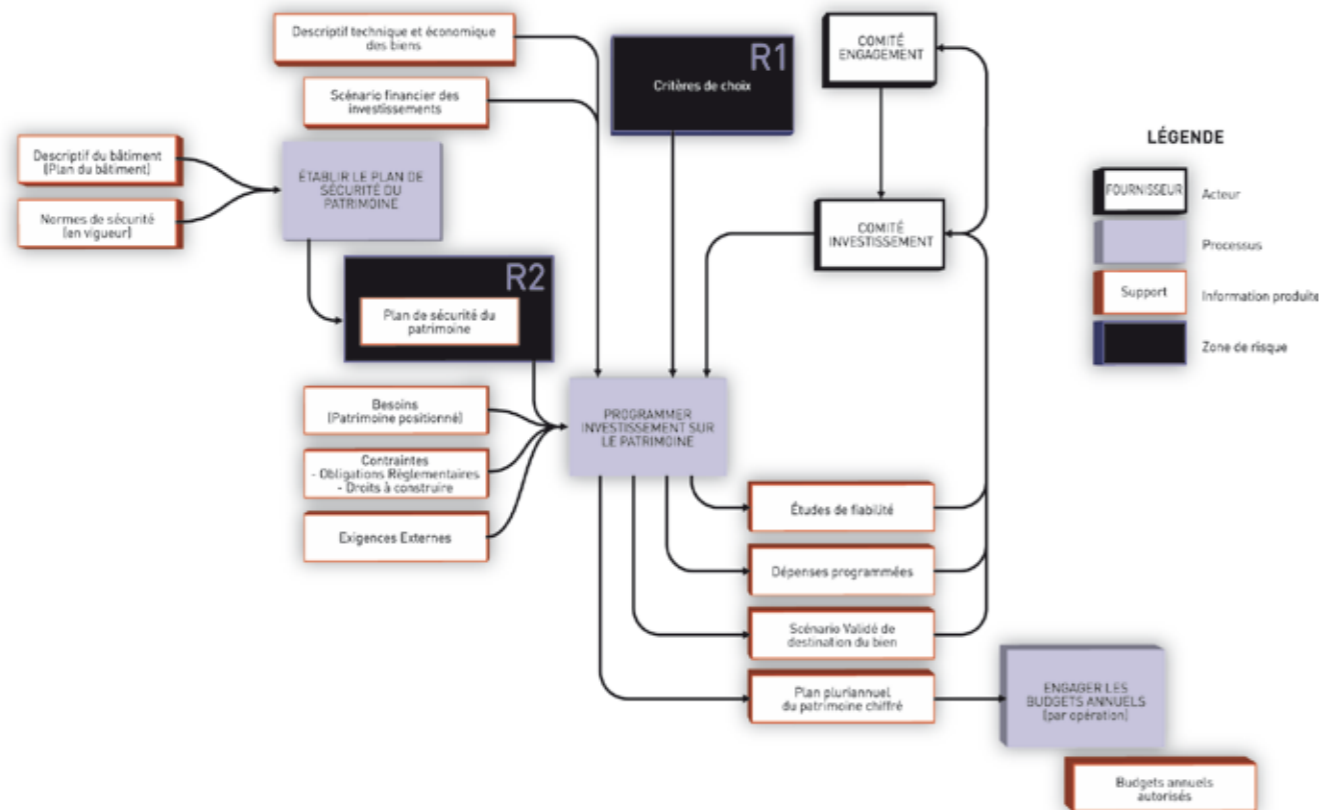 Descriptif technique et économique
des biens
Scénario financier des
investissements
R1
Critères de choix
COMITÉ
ENGAGEMENT
Descriptif du bâtiment
(Plan du bâtiment)
Normes de sécurité
(en vigueur)
ÉTABLIR LE PLAN DE
SÉCURITÉ DU
PATRIMOINE
COMITÉ
INVESTISSEMENT
R2
Plan de sécurité du
patrimoine
Besoins
(Patrimoine positionné)
Contraintes
- Obligations Règlementaires
- Droits à construire
Exigences Externes
PROGRAMMER
INVESTISSEMENT SUR
LE PATRIMOINE
Études de fiabilité
Dépenses programmées
Scénario Validé de
destination du bien
Plan pluriannuel
du patrimoine chiffré
ENGAGER LES
BUDGETS ANNUELS
(par opération)
Budgets annuels
autorisés
LÉGENDE
FOURNISSEUR
Acteur
Processus
Support
Information produite
Zone de risque